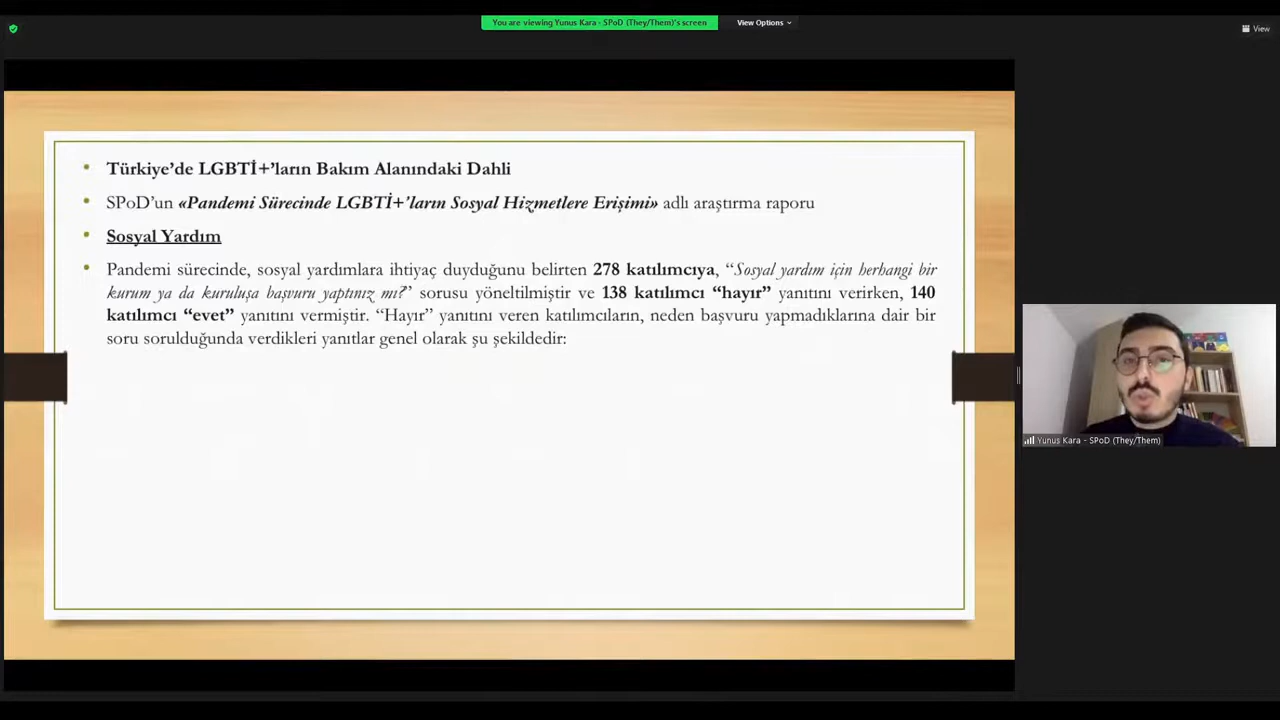 You are viewing Yunus Kara - SPoD (They/Them)'s screen
View Options
View
• Türkiye’de LGBTİ+’ların Bakım Alanındaki Dahli
• SPoD’un «Pandemi Sürecinde LGBTİ+’ların Sosyal Hizmetlere Erişimi» adlı araştırma raporu
• Sosyal Yardım
• Pandemi sürecinde, sosyal yardımlara ihtiyaç duyduğunu belirten 278 katılımcıya, “Sosyal yardım için herhangi bir
kurum ya da kuruluşa başvuru yaptınız mı?” sorusu yöneltilmiştir ve 138 katılımcı “hayır” yanıtını verirken, 140
katılımcı “evet” yanıtını vermiştir. “Hayır” yanıtını veren katılımcıların, neden başvuru yapmadıklarına dair bir
soru sorulduğunda verdikleri yanıtlar genel olarak şu şekildedir:
Yunus Kara - SPoD (They/Them)